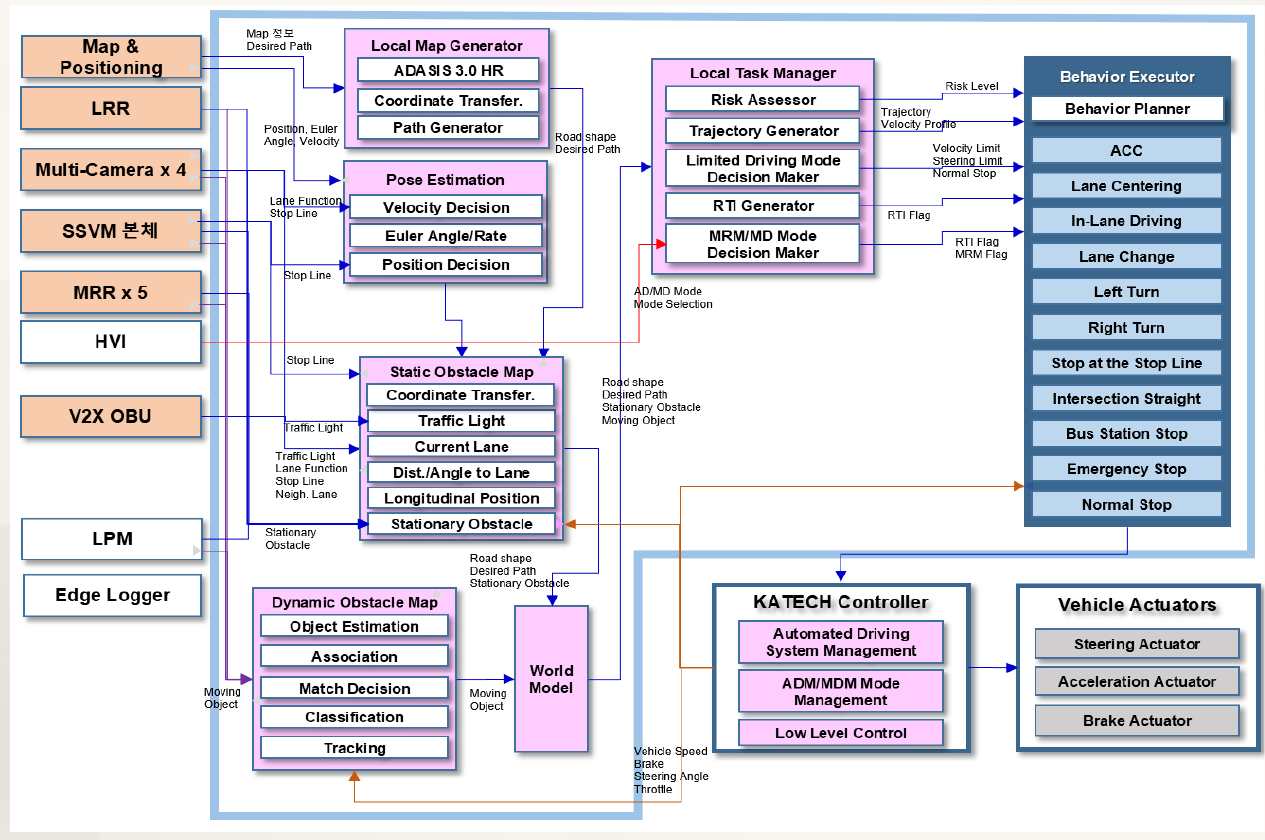 Map &
Positioning
LRR
Multi-Camera x 4
SSVM 본체
MRR x 5
HVI
V2X OBU
LPM
Edge Logger
Map 정보
Desired Path
Position, Euler
Angle, Velocity
Lane Function
Stop Line
Stop Line
Stop Line
Traffic Light
Traffic Light
Lane Function
Stop Line
Neigh. Lane
Stationary
Obstacle
Moving
Object
Local Map Generator
ADASIS 3.0 HR
Coordinate Transfer.
Path Generator
Road shape
Desired Path
Pose Estimation
Velocity Decision
Euler Angle/Rate
Position Decision
Static Obstacle Map
Coordinate Transfer.
Traffic Light
Current Lane
Dist./Angle to Lane
Longitudinal Position
Stationary Obstacle
Road shape
Desired Path
Stationary Obstacle
Dynamic Obstacle Map
Object Estimation
Association
Match Decision
Classification
Tracking
Moving
Object
World
Model
Road shape
Desired Path
Stationary Obstacle
Moving Object
AD/MD Mode
Mode Selection
Local Task Manager
Risk Assessor
Trajectory Generator
Limited Driving Mode
Decision Maker
RTI Generator
MRM/MD Mode
Decision Maker
Risk Level
Trajectory
Velocity Profile
Velocity Limit
Steering Limit
Normal Stop
RTI Flag
RTI Flag
MRM Flag
Behavior Executor
Behavior Planner
ACC
Lane Centering
In-Lane Driving
Lane Change
Left Turn
Right Turn
Stop at the Stop Line
Intersection Straight
Bus Station Stop
Emergency Stop
Normal Stop
KATECH Controller
Automated Driving
System Management
ADM/MDM Mode
Management
Low Level Control
Vehicle Speed
Brake
Steering Angle
Throttle
Vehicle Actuators
Steering Actuator
Acceleration Actuator
Brake Actuator